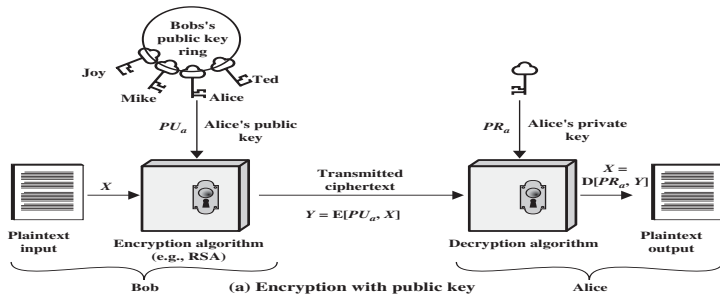 Bobs's
public key
ring
Joy
Ted
Mike
Alice
PUa
Alice's public
key
PRa
Alice's private
key
X
Transmitted
ciphertext
X =
D[PRa, Y]
Y = E[PUa, X]
Plaintext
input
Encryption algorithm
(e.g., RSA)
Decryption algorithm
Plaintext
output
Bob
(a) Encryption with public key
Alice